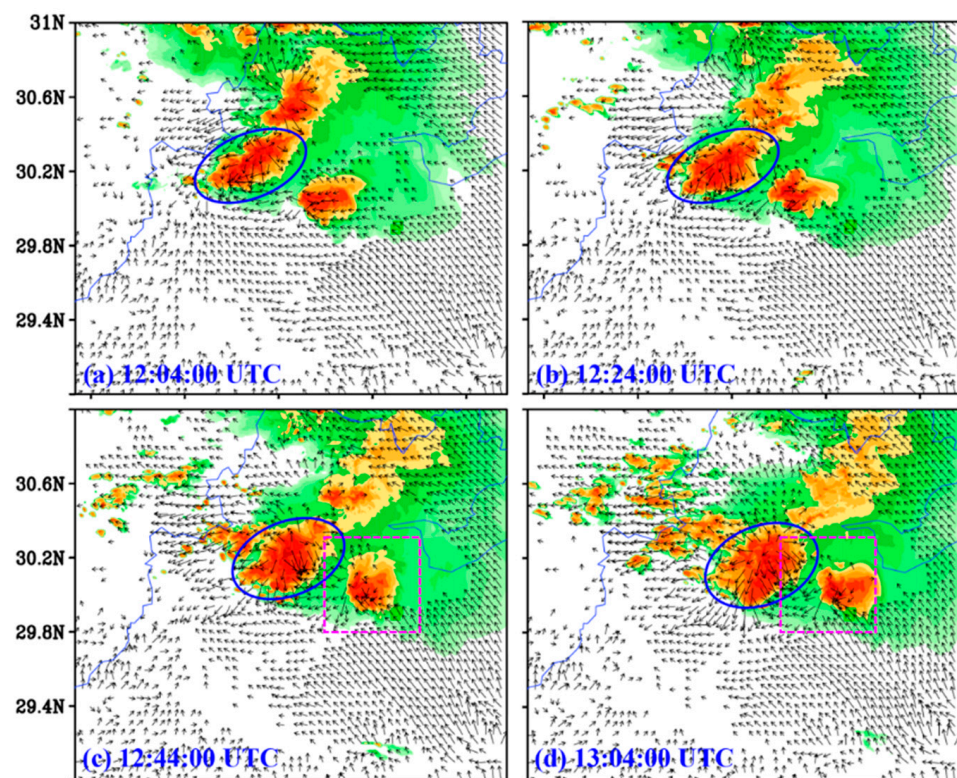 31N
30.6N
30.2N
29.8N
29.4N
(a) 12:04:00 UTC
(b) 12:24:00 UTC
30.6N
30.2N
29.8N
29.4N
(c) 12:44:00 UTC
(d) 13:04:00 UTC